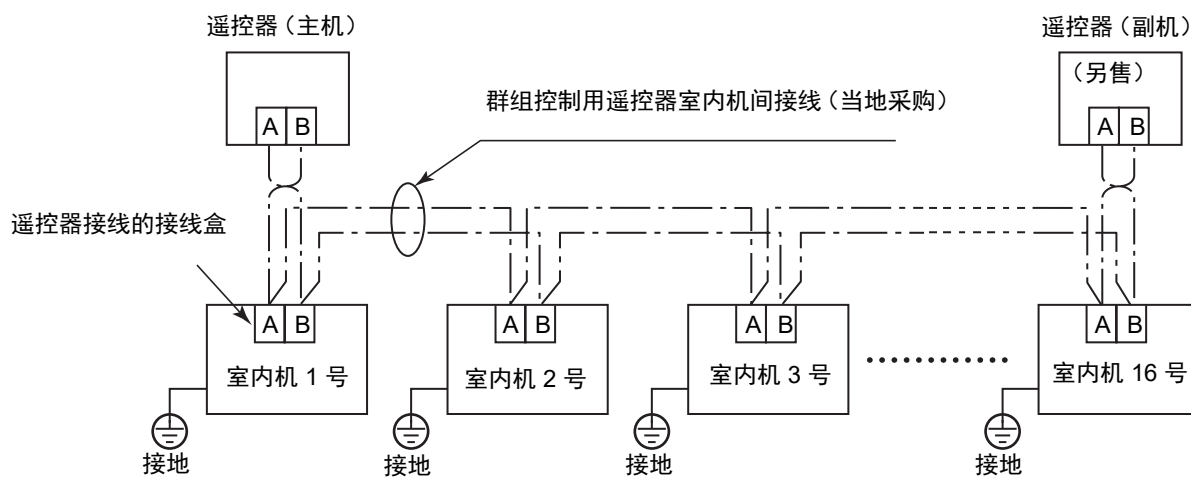 遥控器（主机）
遥控器（副机）
（另售）
A B
A B
群组控制用遥控器室内机间接线（当地采购）
遥控器接线的接线盒
A B
A B
A B
A B
室内机 1 号
室内机 2 号
室内机 3 号
室内机 16 号
接地
接地
接地
接地